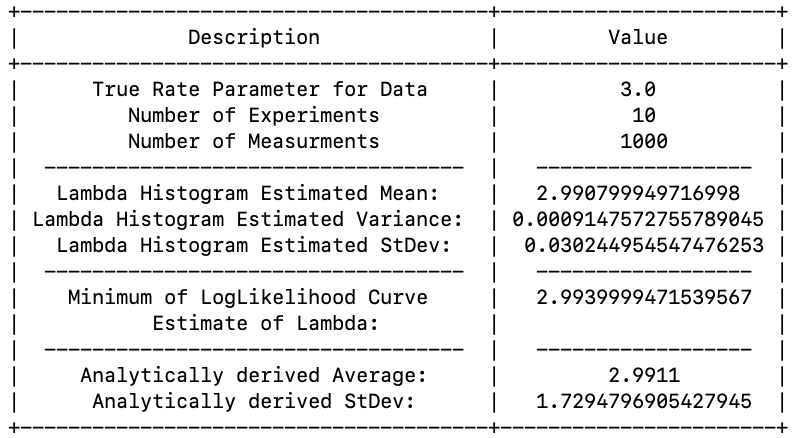 +---------------------------------------+-----------------------+
|              Description              |         Value         |
+---------------------------------------+-----------------------+
|      True Rate Parameter for Data     |          3.0          |
|         Number of Experiments         |           10          |
|         Number of Measurments         |          1000         |
|  -----------------------------------  |   ------------------  |
|   Lambda Histogram Estimated Mean:    |   2.990799949716998   |
| Lambda Histogram Estimated Variance:  | 0.0009147572755789045 |
|   Lambda Histogram Estimated StDev:   |  0.030244954547476253 |
|  -----------------------------------  |   ------------------  |
|    Minimum of LogLikelihood Curve     |   2.9939999471539567  |
|           Estimate of Lambda:         |                       |
|  -----------------------------------  |   ------------------  |
|     Analytically derived Average:     |         2.9911        |
|      Analytically derived StDev:      |   1.7294796905427945  |
+---------------------------------------+-----------------------+